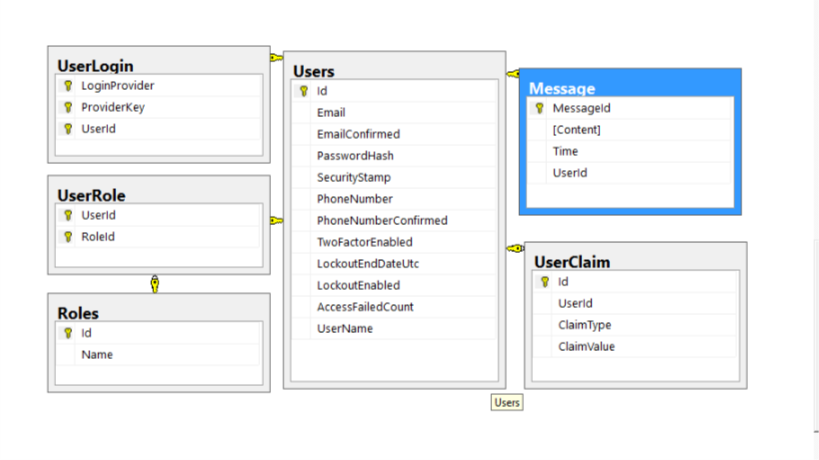 UserLogin
LoginProvider
ProviderKey
UserId
UserRole
UserId
RoleId
Roles
Id
Name
Users
Id
Email
EmailConfirmed
PasswordHash
SecurityStamp
PhoneNumber
PhoneNumberConfirmed
TwoFactorEnabled
LockoutEndDateUtc
LockoutEnabled
AccessFailedCount
UserName
Users
Message
MessageId
[Content]
Time
UserId
UserClaim
Id
UserId
ClaimType
ClaimValue